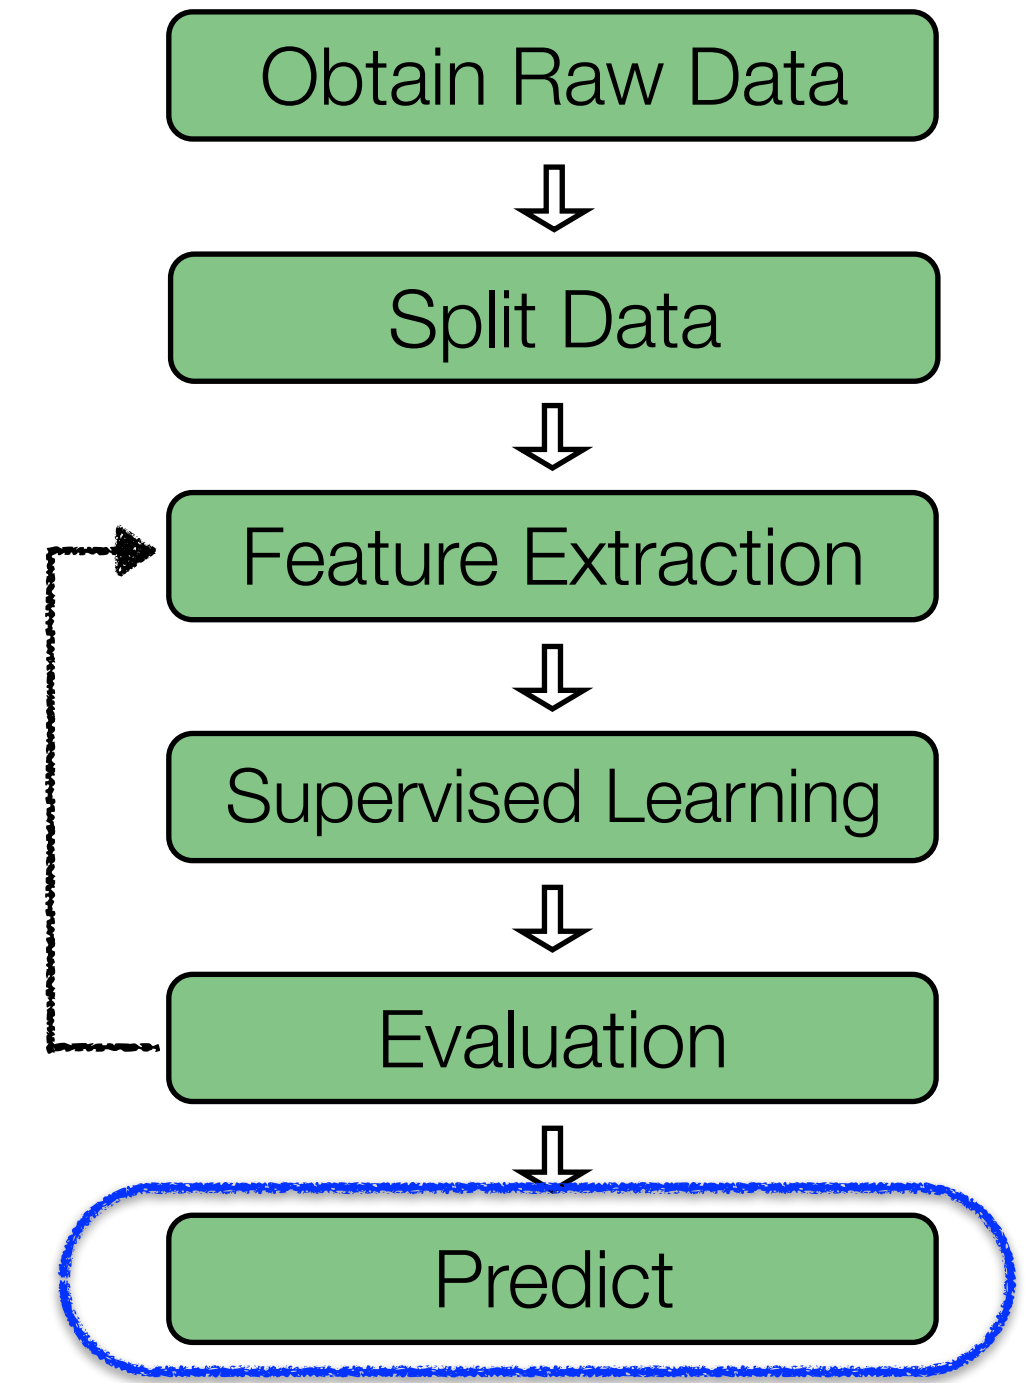 Obtain Raw Data
Split Data
Feature Extraction
Supervised Learning
Evaluation
Predict